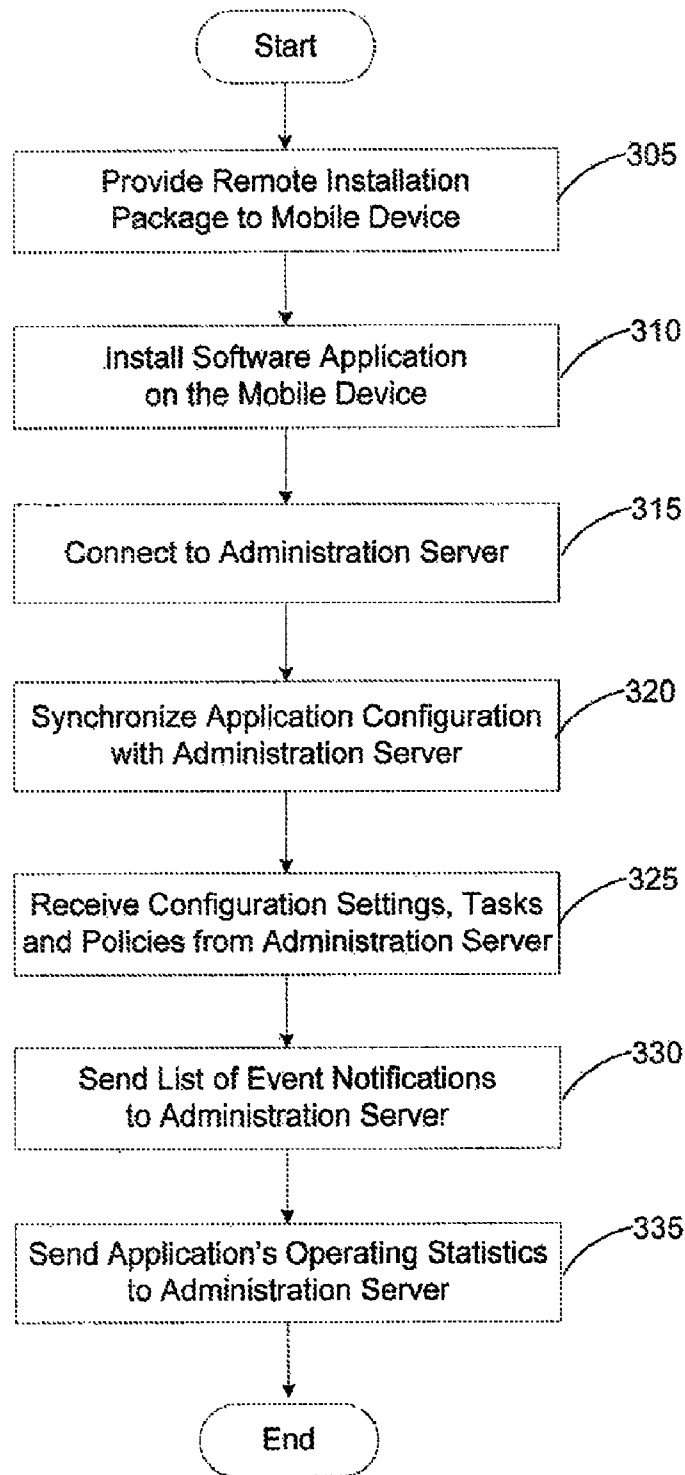 Start
305
Provide Remote Installation
Package to Mobile Device
310
Install Software Application
on the Mobile Device
315
Connect to Administration Server
320
Synchronize Application Configuration
with Administration Server
325
Receive Configuration Settings, Tasks
and Policies from Administration Server
330
Send List of Event Notifications
to Administration Server
335
Send Application's Operating Statistics
to Administration Server
End